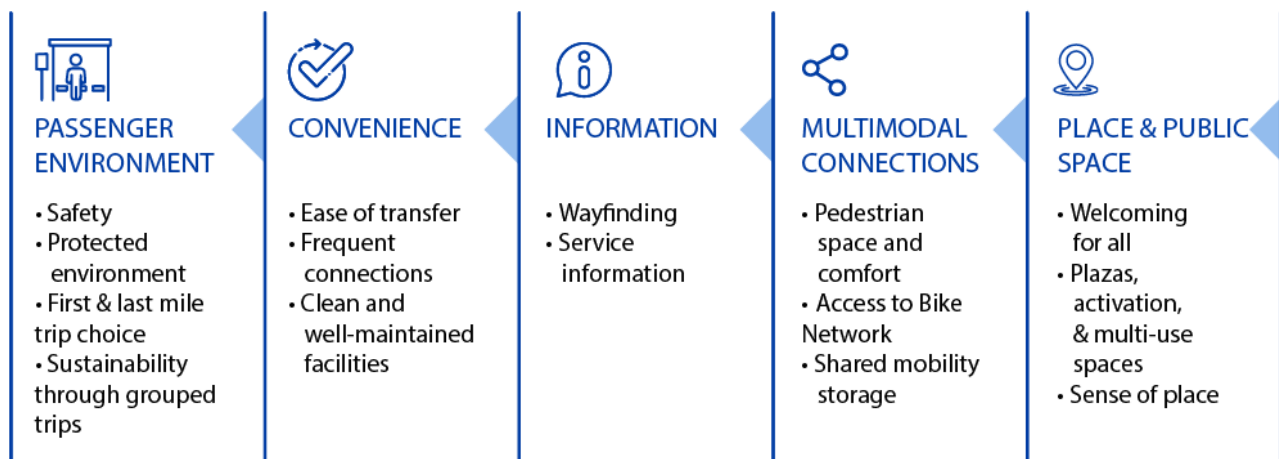 PASSENGER
ENVIRONMENT
• Safety
• Protected
environment
• First & last mile
trip choice
• Sustainability
through grouped
trips
CONVENIENCE
• Ease of transfer
• Frequent
connections
• Clean and
well-maintained
facilities
INFORMATION
• Wayfinding
• Service
information
MULTIMODAL
CONNECTIONS
• Pedestrian
space and
comfort
• Access to Bike
Network
• Shared mobility
storage
PLACE & PUBLIC
SPACE
• Welcoming
for all
• Plazas,
activation,
& multi-use
spaces
• Sense of place